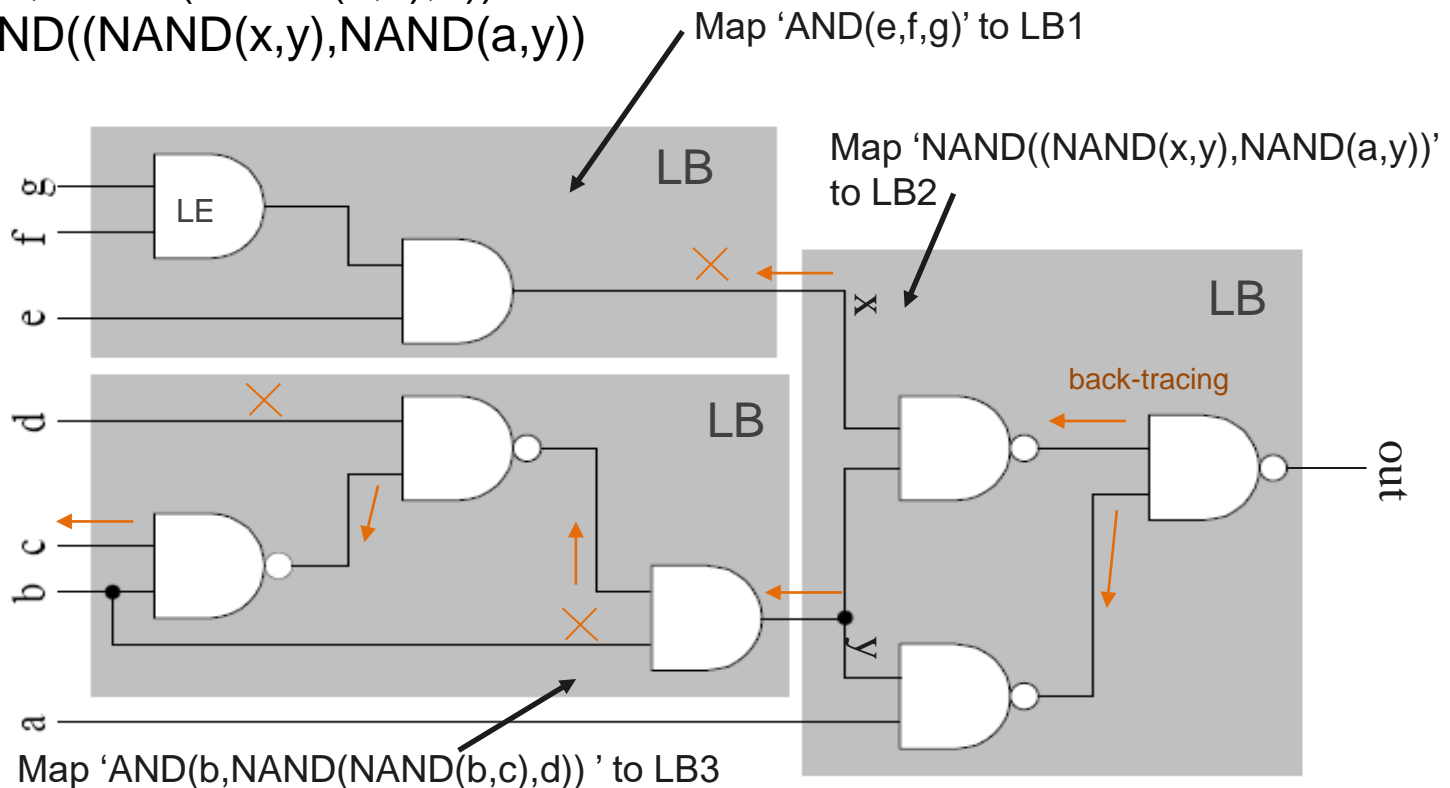 ND((NAND(x,y),NAND(a,y))
Map ‘AND(e,f,g)’ to LB1
LB
Map ‘NAND((NAND(x,y),NAND(a,y))’
to LB2
g
LE
f
e
x
LB
back-tracing
d
LB
out
c
b
y
a
Map ‘AND(b,NAND(NAND(b,c),d)) ’ to LB3